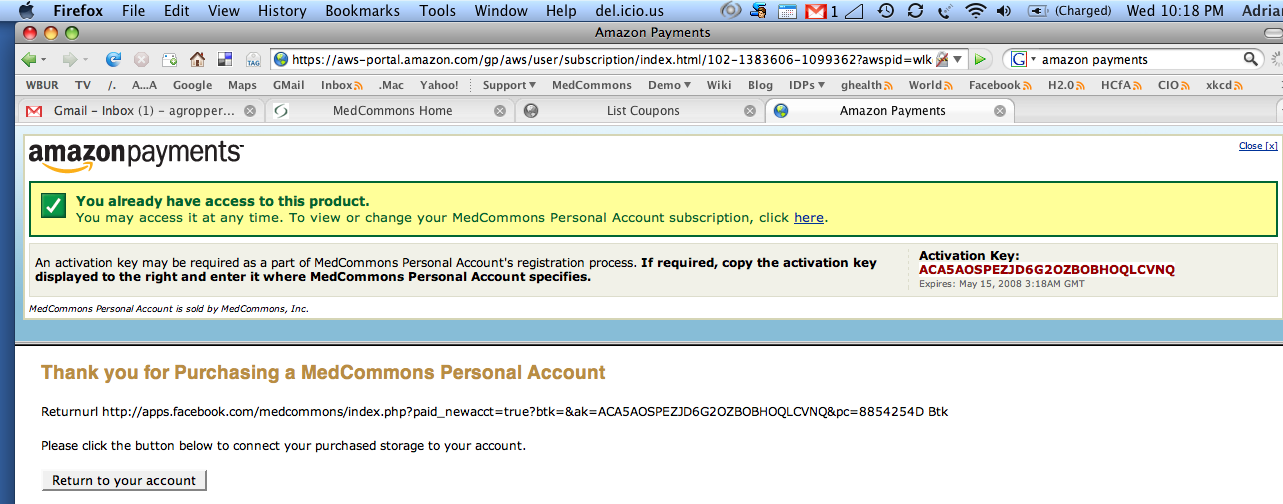 Firefox File Edit View History Bookmarks Tools Window Help del.icio.us 1 (Charged) Wed 10:18 PM Adria
Amazon Payments
https://aws-portal.amazon.com/gp/aws/user/subscription/index.html/102-1383606-1099362?awspid=wlk amazon payments
WBUR TV /. A...A Google Maps GMail Inbox .Mac Yahoo! Support MedCommons Demo Wiki Blog IDPs ghealth World Facebook H2.0 HCfA CIO xkcd
Gmail – Inbox (1) – agropper... MedCommons Home List Coupons Amazon Payments
amazonpayments™
Close [x]
You already have access to this product.
You may access it at any time. To view or change your MedCommons Personal Account subscription, click here.
An activation key may be required as a part of MedCommons Personal Account's registration process. If required, copy the activation key
displayed to the right and enter it where MedCommons Personal Account specifies.
Activation Key:
ACA5AOSPEZJD6G2OZBOBHOQLCVNQ
Expires: May 15, 2008 3:18AM GMT
MedCommons Personal Account is sold by MedCommons, Inc.
Thank you for Purchasing a MedCommons Personal Account
Returnurl http://apps.facebook.com/medcommons/index.php?paid_newacct=true?btk=&ak=ACA5AOSPEZJD6G2OZBOBHOQLCVNQ&pc=8854254D Btk
Please click the button below to connect your purchased storage to your account.
Return to your account